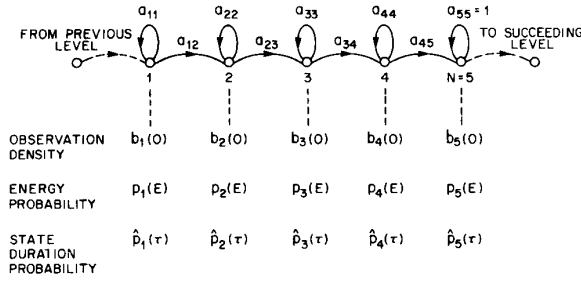 a11 a22 a33 a44 a55 = 1
FROM PREVIOUS LEVEL
a12 a23 a34 a45
TO SUCCEEDING LEVEL
1 2 3 4 N=5
OBSERVATION DENSITY b1(O) b2(O) b3(O) b4(O) b5(O)
ENERGY PROBABILITY p1(E) p2(E) p3(E) p4(E) p5(E)
STATE DURATION PROBABILITY p̂1(τ) p̂2(τ) p̂3(τ) p̂4(τ) p̂5(τ)